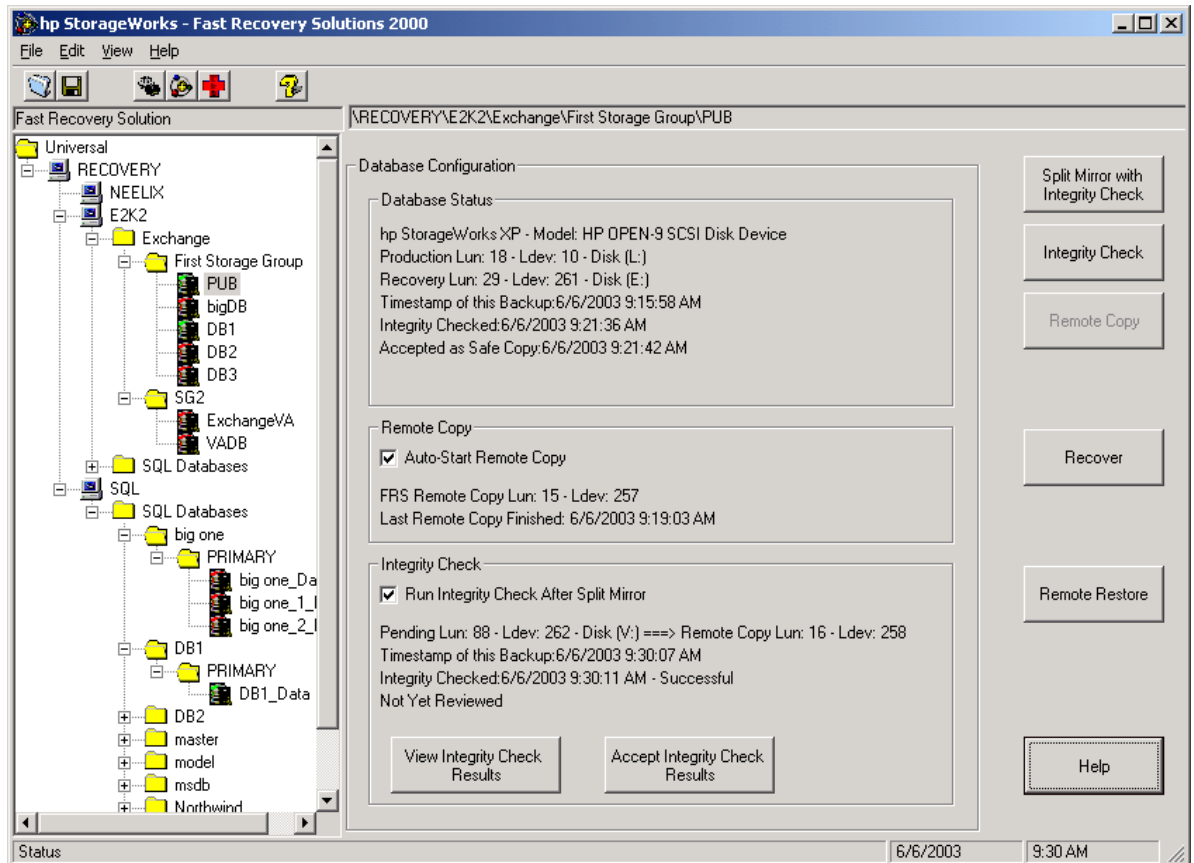 hp StorageWorks - Fast Recovery Solutions 2000
File Edit View Help
Fast Recovery Solution
\RECOVERY\E2K2\Exchange\First Storage Group\PUB
Universal
RECOVERY
NEELIX
E2K2
Exchange
First Storage Group
PUB
bigDB
DB1
DB2
DB3
SG2
ExchangeVA
VADB
SQL Databases
SQL
SQL Databases
big one
PRIMARY
big one_Da
big one_1_
big one_2_
DB1
PRIMARY
DB1_Data
DB2
master
model
msdb
Northwind
Database Configuration
Database Status
hp StorageWorks XP - Model: HP OPEN-9 SCSI Disk Device
Production Lun: 18 - Ldev: 10 - Disk (L:)
Recovery Lun: 29 - Ldev: 261 - Disk (E:)
Timestamp of this Backup:6/6/2003 9:15:58 AM
Integrity Checked:6/6/2003 9:21:36 AM
Accepted as Safe Copy:6/6/2003 9:21:42 AM
Remote Copy
Auto-Start Remote Copy
FRS Remote Copy Lun: 15 - Ldev: 257
Last Remote Copy Finished: 6/6/2003 9:19:03 AM
Integrity Check
Run Integrity Check After Split Mirror
Pending Lun: 88 - Ldev: 262 - Disk (V:) ===> Remote Copy Lun: 16 - Ldev: 258
Timestamp of this Backup:6/6/2003 9:30:07 AM
Integrity Checked:6/6/2003 9:30:11 AM - Successful
Not Yet Reviewed
View Integrity Check
Results
Accept Integrity Check
Results
Split Mirror with
Integrity Check
Integrity Check
Remote Copy
Recover
Remote Restore
Help
Status
6/6/2003
9:30 AM